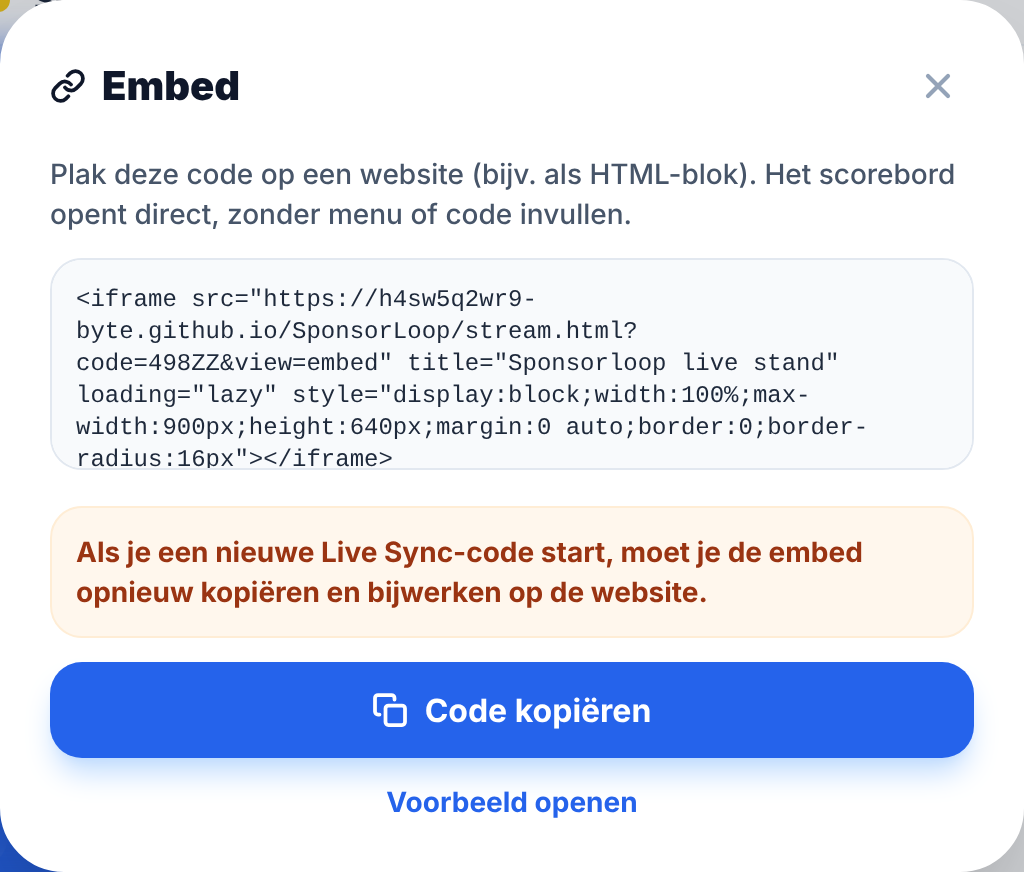 Embed
Plak deze code op een website (bijv. als HTML-blok). Het scorebord
opent direct, zonder menu of code invullen.
<iframe src="https://h4sw5q2wr9-
byte.github.io/SponsorLoop/stream.html?
code=498ZZ&view=embed" title="Sponsorloop live stand"
loading="lazy" style="display:block;width:100%;max-
width:900px;height:640px;margin:0 auto;border:0;border-
radius:16px"></iframe>
Als je een nieuwe Live Sync-code start, moet je de embed
opnieuw kopiëren en bijwerken op de website.
Code kopiëren
Voorbeeld openen